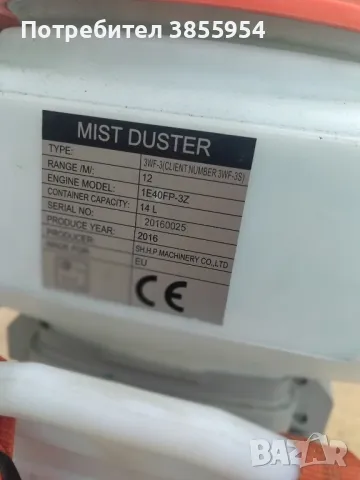 Потребител 3855954
MIST DUSTER
TYPE: 3WF-3(CLIENT NUMBER 3WF-3S)
RANGE /M/: 12
ENGINE MODEL: 1E40FP-3Z
CONTAINER CAPACITY: 14 L
SERIAL NO: 20160025
PRODUCE YEAR: 2016
PRODUCER: SH.H.P.MACHINERY CO.,LTD
MADE FOR EU
CE
BAZAR